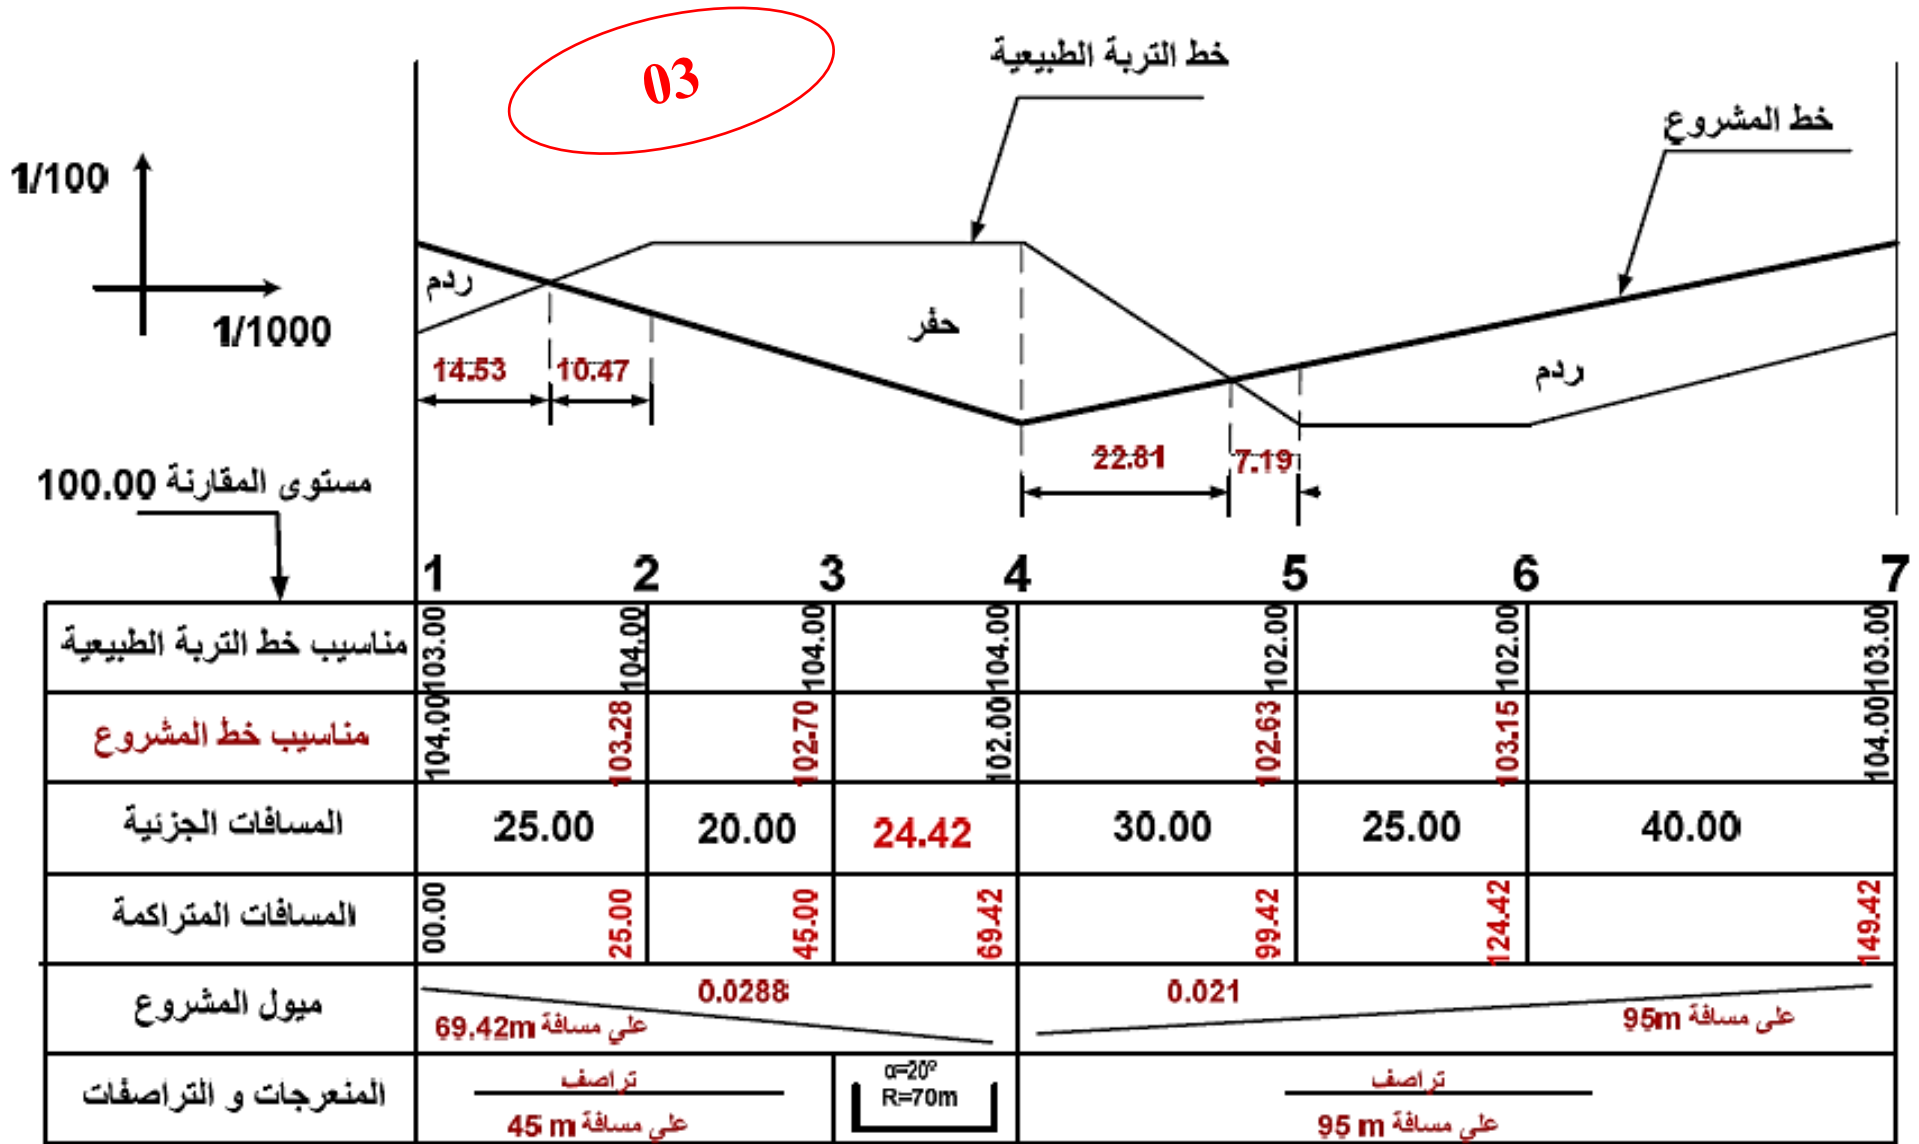 03
خط التربة الطبيعية
خط المشروع
1/100
1/1000
ردم
حفر
ردم
14.53 10.47
22.81 7.19
مستوى المقارنة 100.00
1 2 3 4 5 6 7
مناسيب خط التربة الطبيعية 103.00 104.00 104.00 104.00 102.00 102.00 103.00
مناسيب خط المشروع 104.00 103.28 102.70 102.00 102.63 103.15 104.00
المسافات الجزئية 25.00 20.00 24.42 30.00 25.00 40.00
المسافات المتراكمة 00.00 25.00 45.00 69.42 99.42 124.42 149.42
ميول المشروع 0.0288 0.021
على مسافة 69.42m على مسافة 95m
المنعرجات و التراصفات
تراصف
على مسافة 45 m
α=20º
R=70m
تراصف
على مسافة 95 m